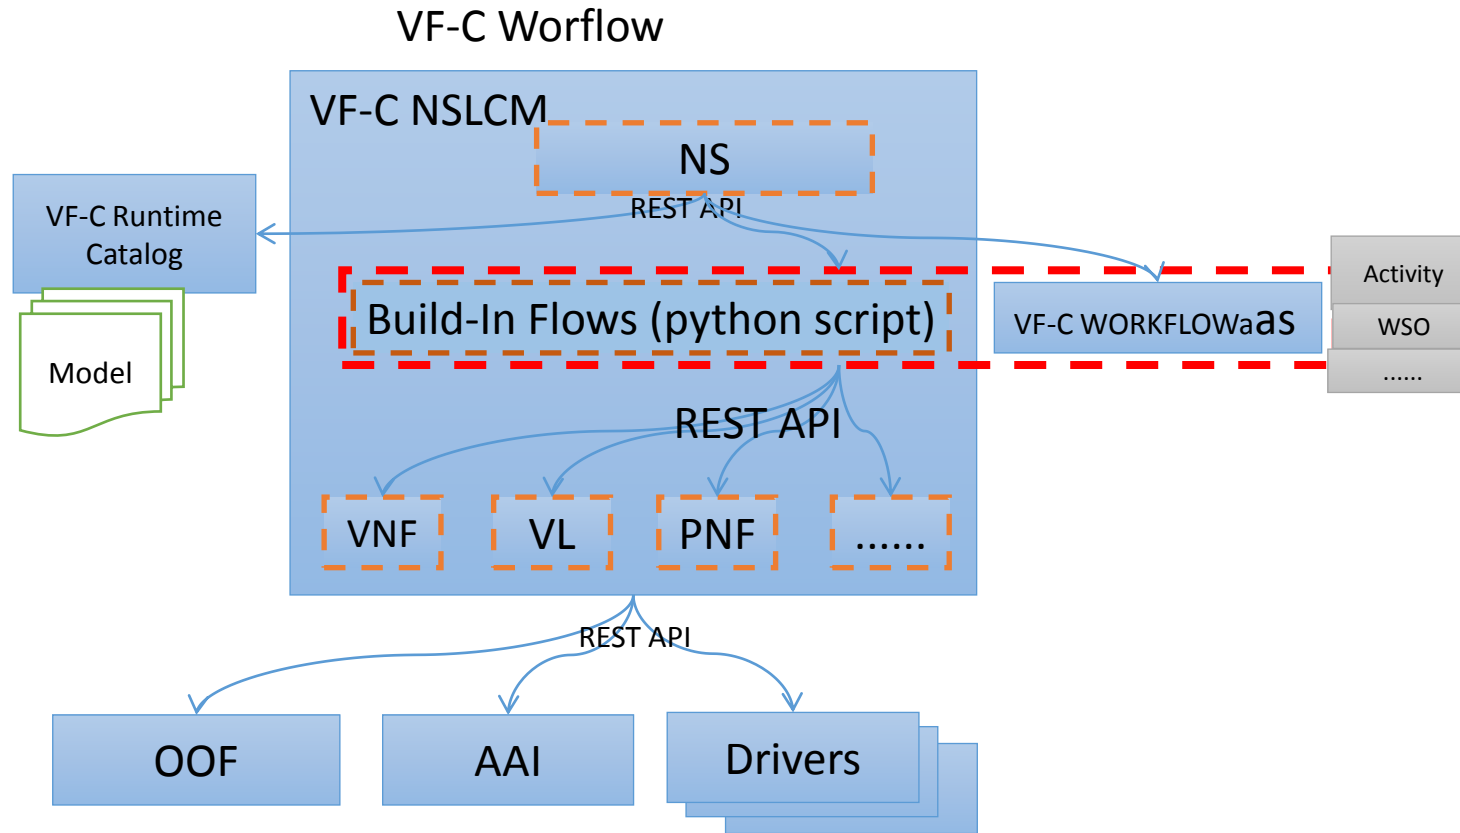 VF-C Worflow
VF-C NSLCM
NS
REST API
VF-C Runtime
Catalog
Model
Build-In Flows (python script)
VF-C WORKFLOWaas
Activity
WSO
......
REST API
VNF
VL
PNF
......
REST API
OOF
AAI
Drivers